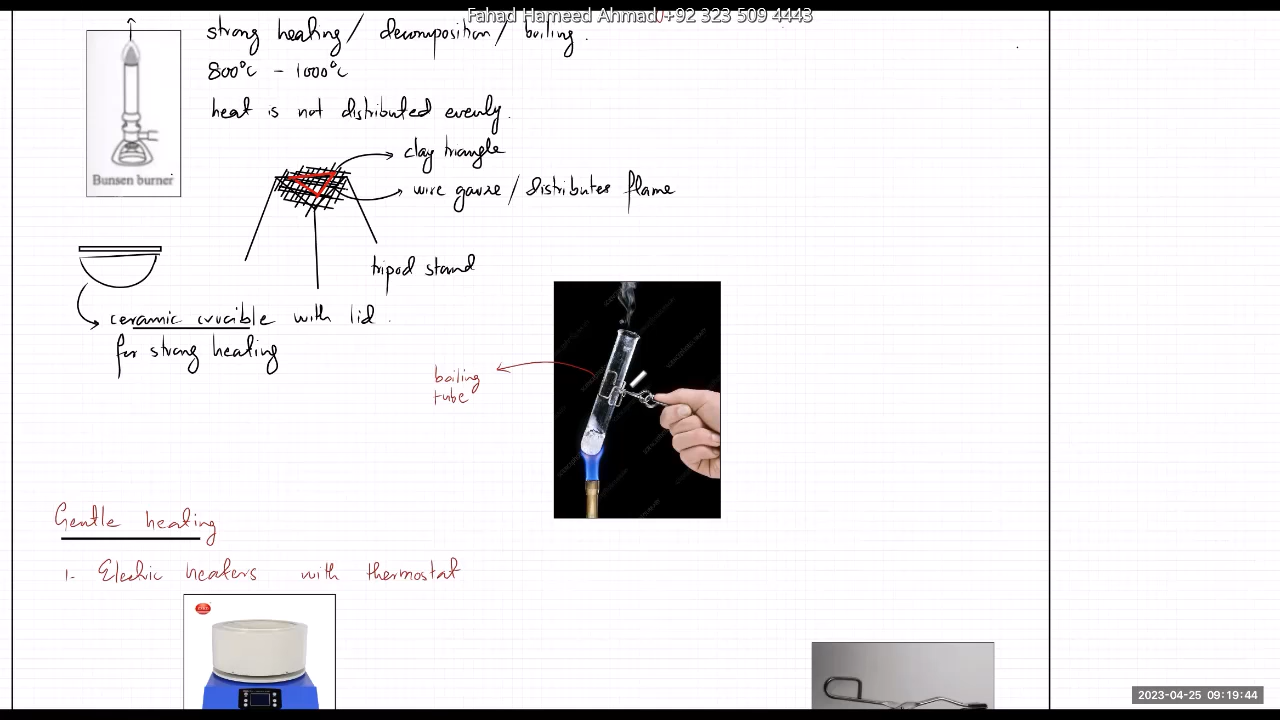 Fahad Hameed Ahmad +92 323 509 4443
strong heating / decomposition / boiling .
800°C - 1000°C
heat is not distributed evenly.
Bunsen burner
clay triangle
wire gauze / distributes flame
tripod stand
ceramic crucible with lid .
for strong heating
boiling
tube
Gentle heating
1. Electric heaters with thermostat
2023-04-25 09:19:44